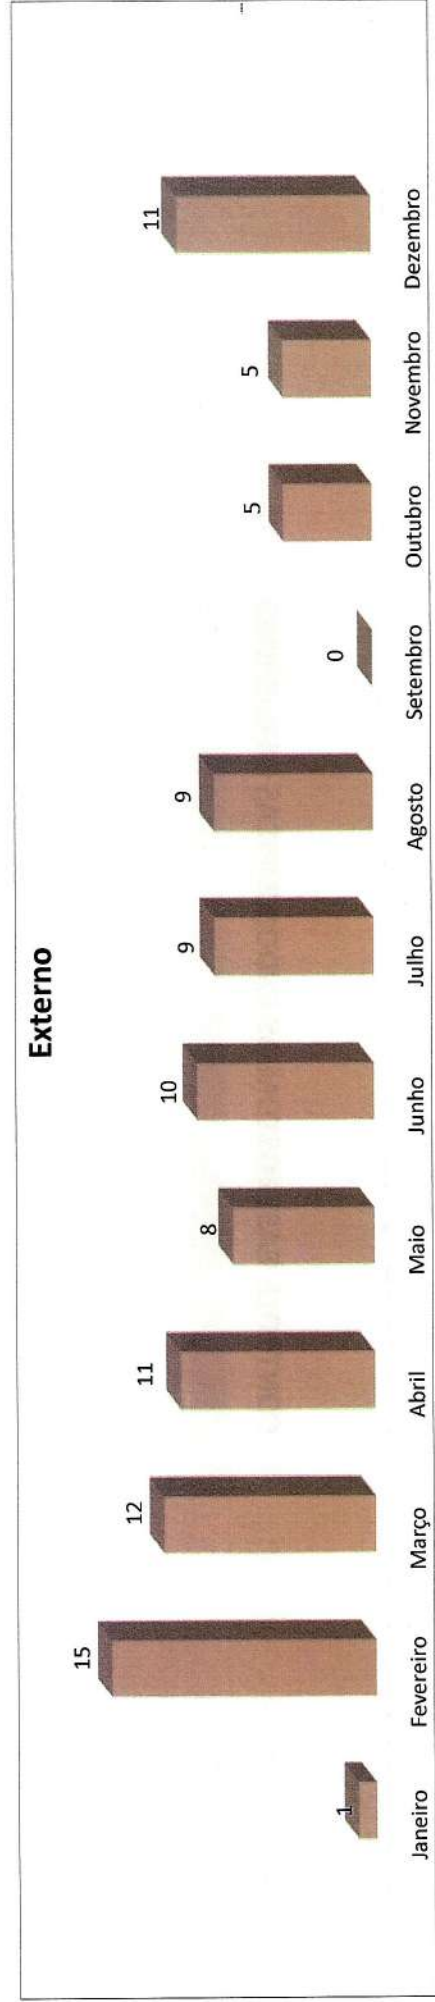 Externo
15
12
11
8
10
9
9
0
5
5
11
1
Janeiro
Fevereiro
Março
Abril
Maio
Junho
Julho
Agosto
Setembro
Outubro
Novembro
Dezembro